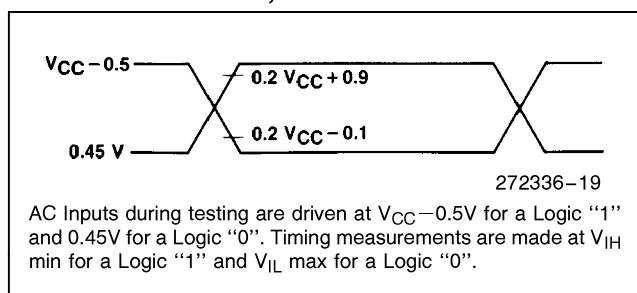 V_CC−0.5
0.2 V_CC+0.9
0.2 V_CC−0.1
0.45 V
272336–19
AC Inputs during testing are driven at V_CC−0.5V for a Logic ‘‘1’’
and 0.45V for a Logic ‘‘0’’. Timing measurements are made at V_IH
min for a Logic ‘‘1’’ and V_IL max for a Logic ‘‘0’’.